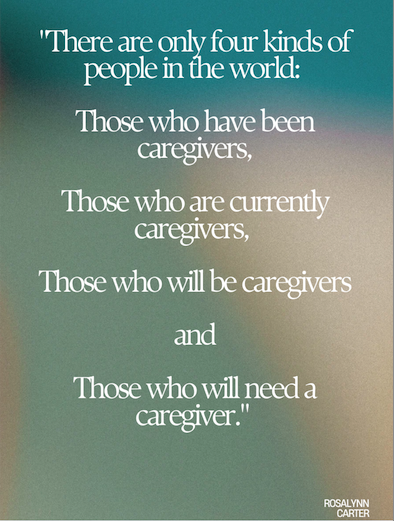 "There are only four kinds of
people in the world:
Those who have been
caregivers,
Those who are currently
caregivers,
Those who will be caregivers
and
Those who will need a
caregiver."
ROSALYNN
CARTER